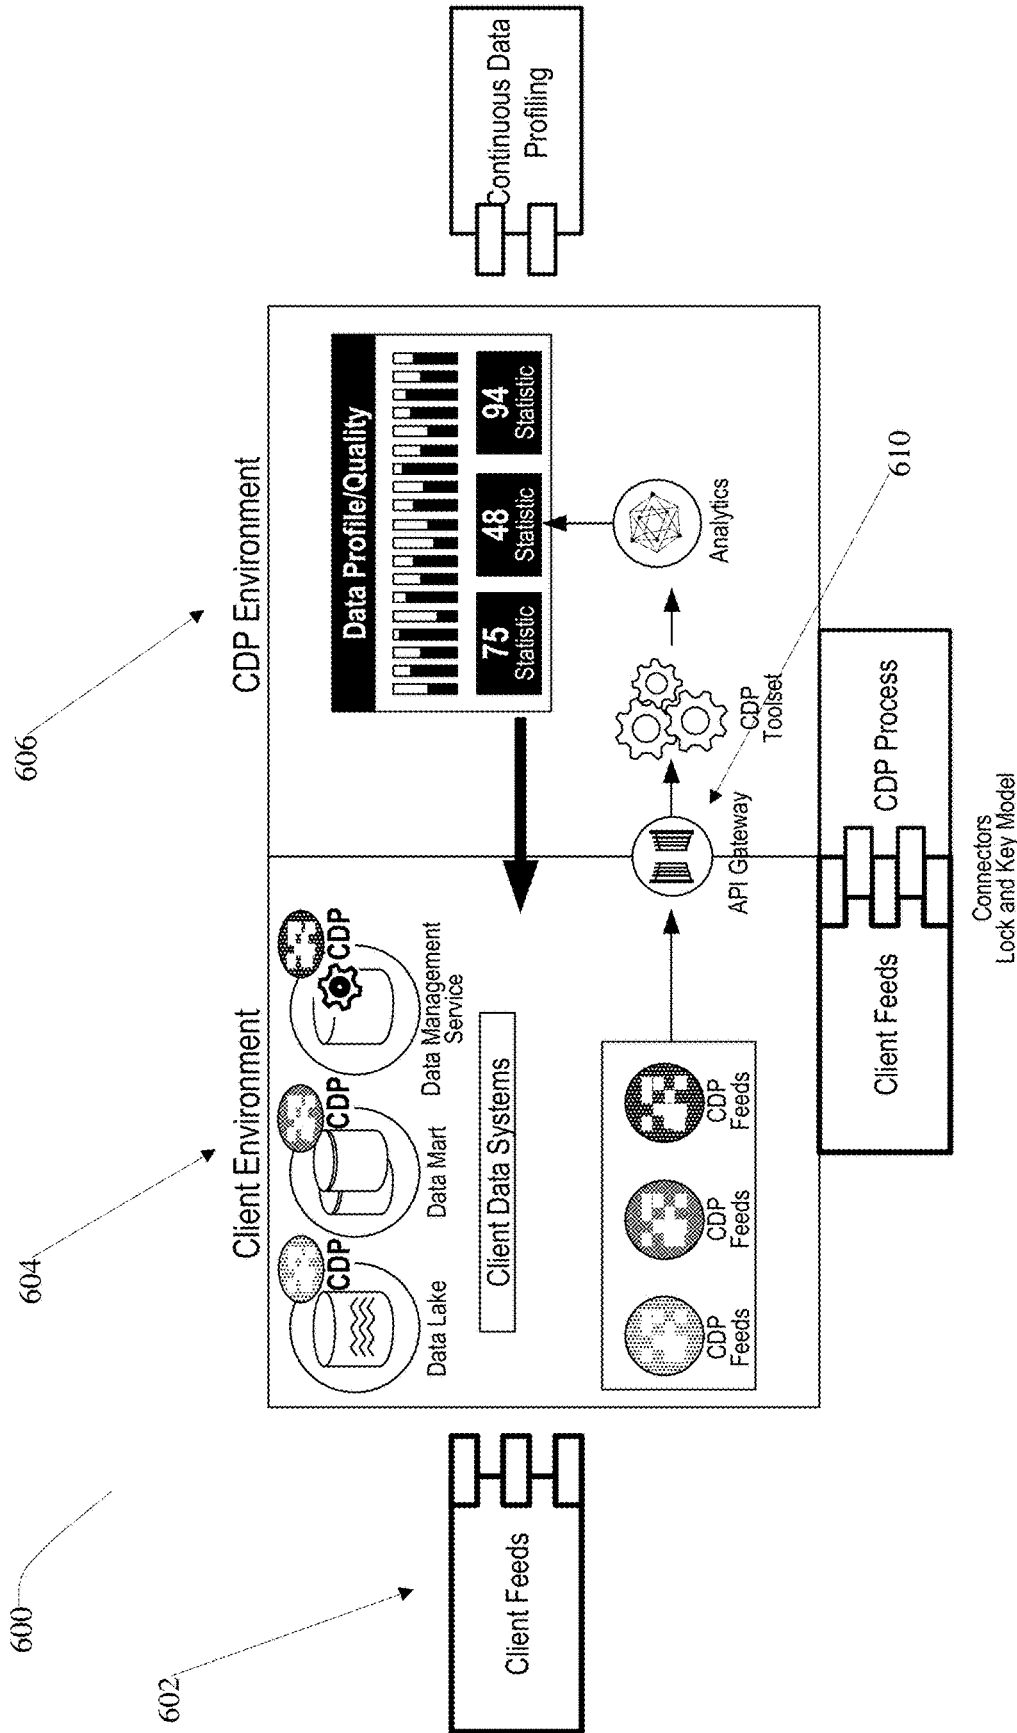 600
602
604
606
Client Environment
CDP Environment
CDP
CDP
CDP
Data Lake
Data Mart
Data Management
Service
Client Data Systems
Data Profile/Quality
75
Statistic
48
Statistic
94
Statistic
Client Feeds
Continuous Data
Profiling
CDP
Feeds
CDP
Feeds
CDP
Feeds
API Gateway
CDP
Toolset
Analytics
610
Client Feeds
CDP Process
Connectors
Lock and Key Model